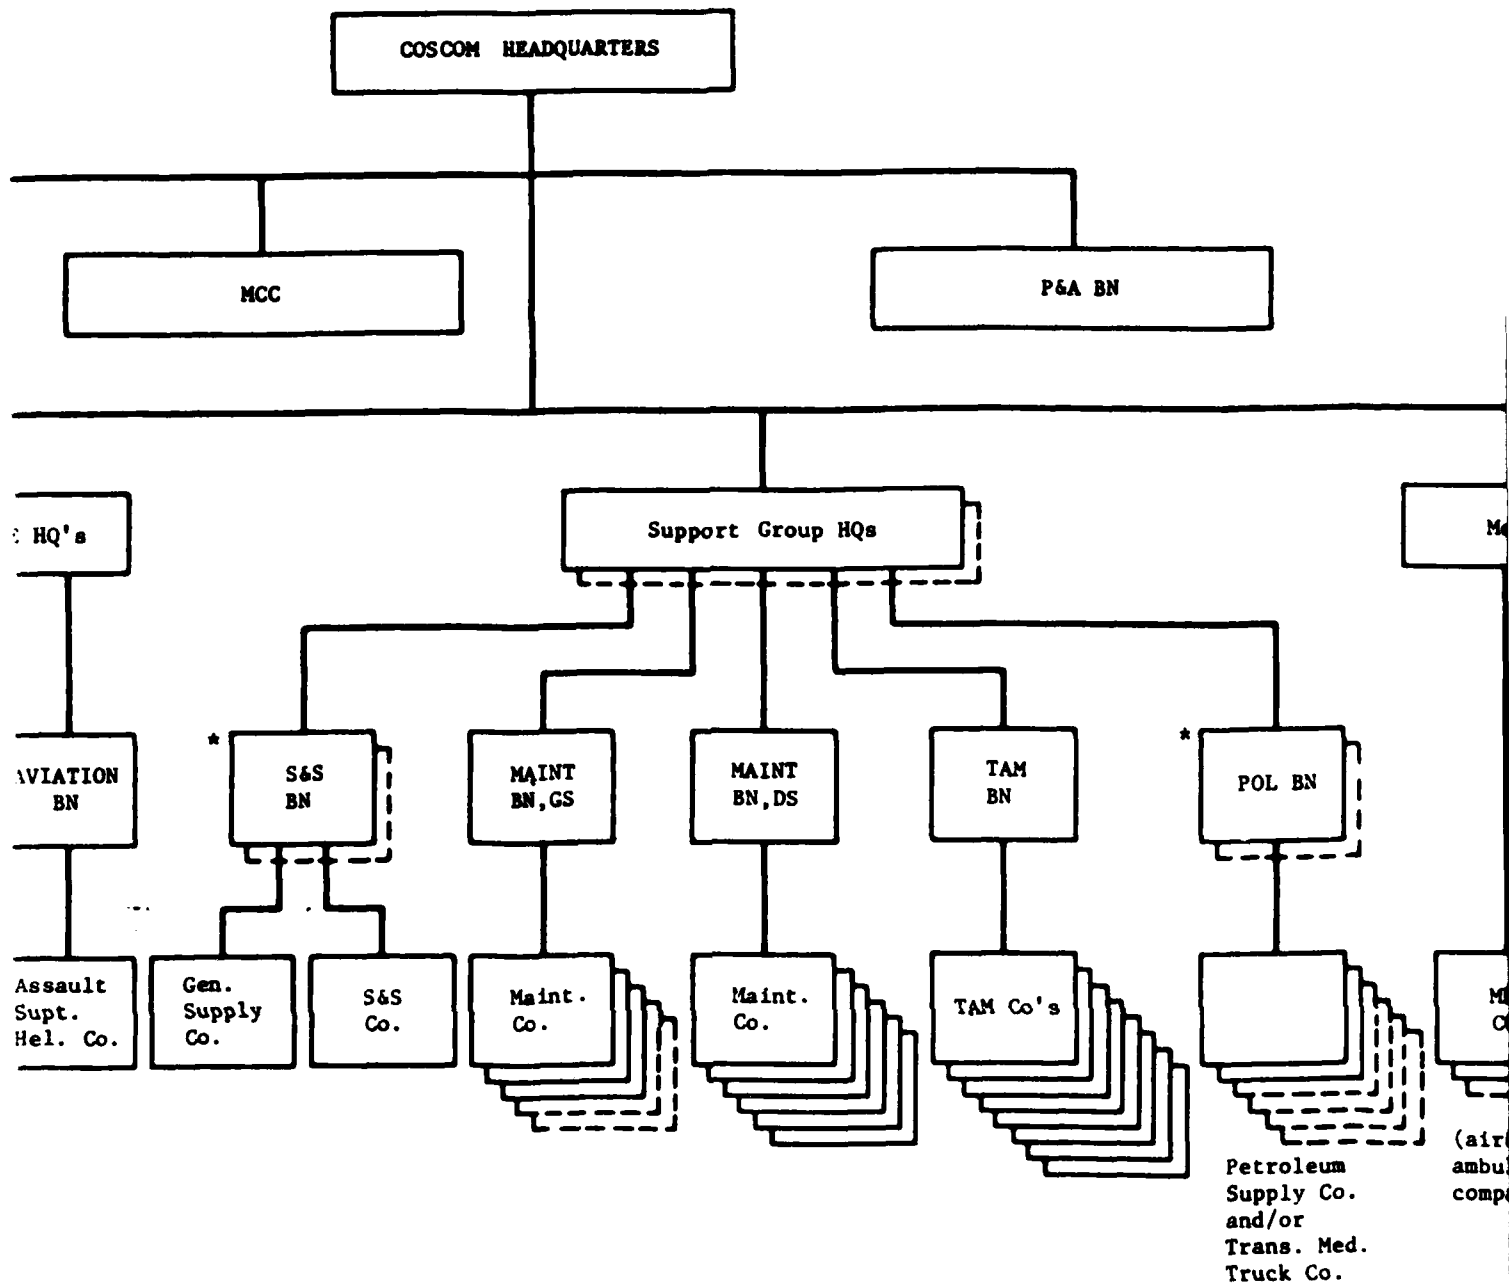 COSCOM HEADQUARTERS
MCC
P&A BN
HQ's
Support Group HQs
*
S&S
BN
MAINT
BN,GS
MAINT
BN,DS
TAM
BN
*
POL BN
AVIATION
BN
Assault
Supt.
Hel. Co.
Gen.
Supply
Co.
S&S
Co.
Maint.
Co.
Maint.
Co.
TAM Co's
Petroleum
Supply Co.
and/or
Trans. Med.
Truck Co.